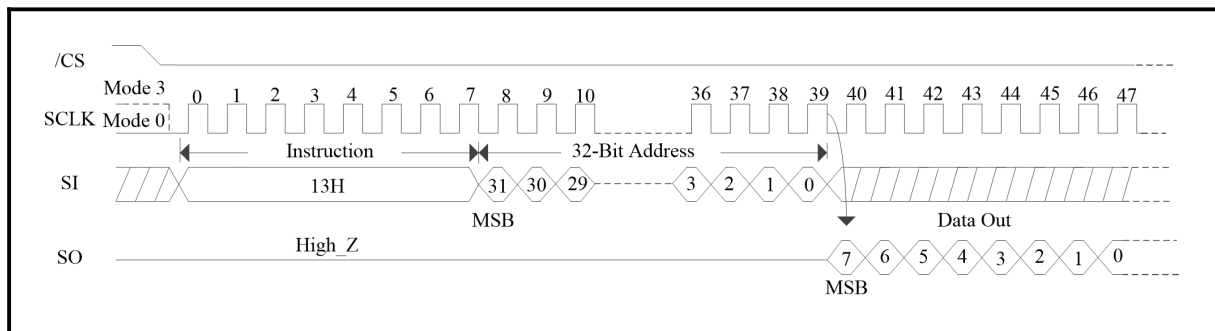 /CS
Mode 3
0 1 2 3 4 5 6 7 8 9 10 36 37 38 39 40 41 42 43 44 45 46 47
SCLK Mode 0
Instruction 32-Bit Address
SI 13H 31 30 29 3 2 1 0
MSB Data Out
High_Z
SO 7 6 5 4 3 2 1 0
MSB